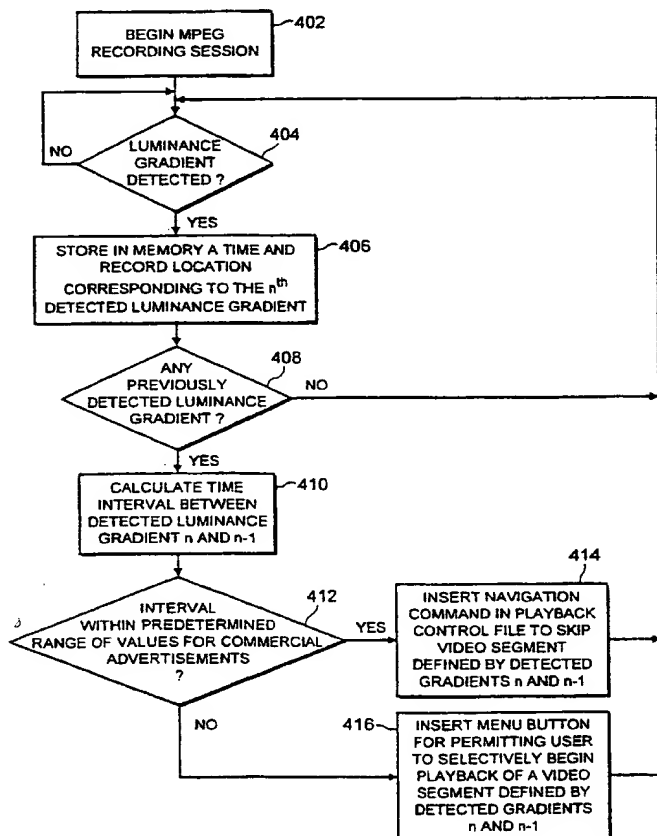 BEGIN MPEG
RECORDING SESSION
402
NO
LUMINANCE
GRADIENT
DETECTED ?
404
YES
STORE IN MEMORY A TIME AND
RECORD LOCATION
CORRESPONDING TO THE nth
DETECTED LUMINANCE GRADIENT
406
ANY
PREVIOUSLY
DETECTED LUMINANCE
GRADIENT ?
408
NO
YES
CALCULATE TIME
INTERVAL BETWEEN
DETECTED LUMINANCE
GRADIENT n AND n-1
410
INTERVAL
WITHIN PREDETERMINED
RANGE OF VALUES FOR COMMERCIAL
ADVERTISEMENTS
?
412
YES
414
INSERT NAVIGATION
COMMAND IN PLAYBACK
CONTROL FILE TO SKIP
VIDEO SEGMENT
DEFINED BY DETECTED
GRADIENTS n AND n-1
NO
416
INSERT MENU BUTTON
FOR PERMITTING USER
TO SELECTIVELY BEGIN
PLAYBACK OF A VIDEO
SEGMENT DEFINED BY
DETECTED GRADIENTS
n AND n-1